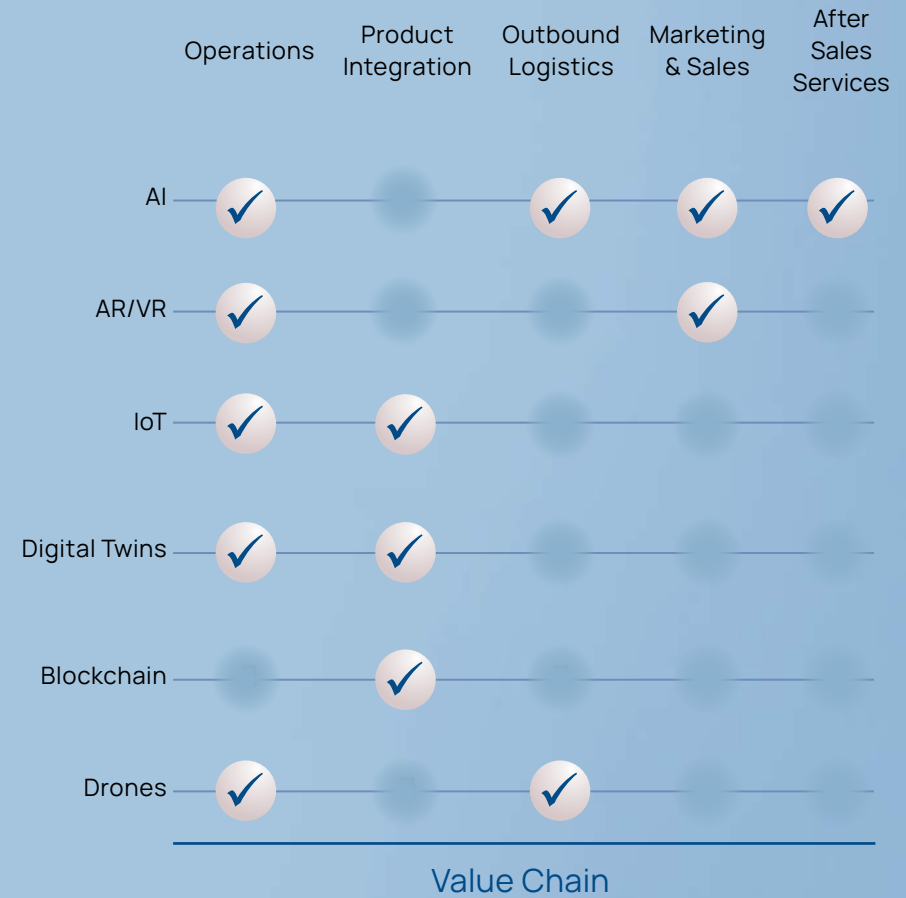 Operations
Product
Integration
Outbound
Logistics
Marketing
& Sales
After
Sales
Services
AI
AR/VR
IoT
Digital Twins
Blockchain
Drones
Value Chain